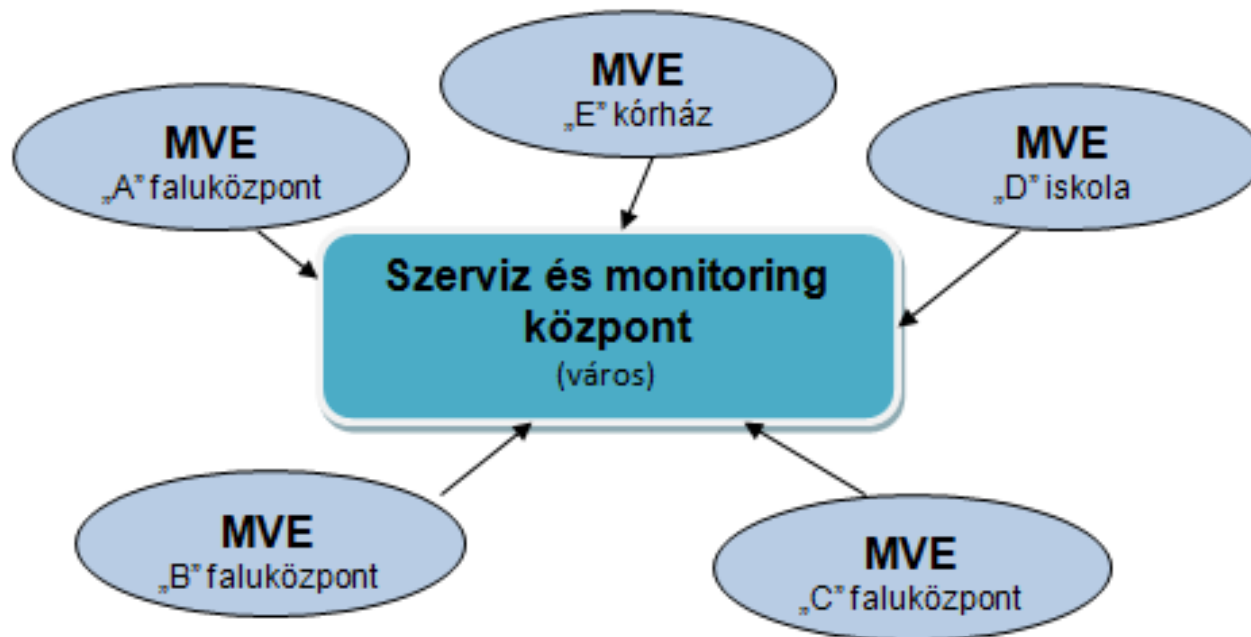 MVE
„E” kórház
MVE
„A” faluközpont
MVE
„D” iskola
Szerviz és monitoring
központ
(város)
MVE
„B” faluközpont
MVE
„C” faluközpont